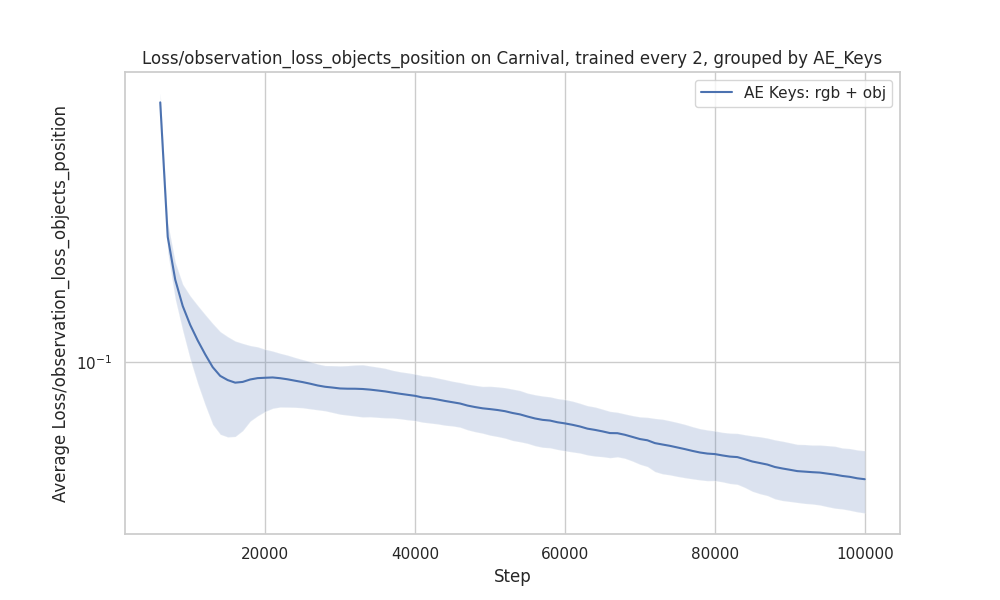 Loss/observation_loss_objects_position on Carnival, trained every 2, grouped by AE_Keys
AE Keys: rgb + obj
Average Loss/observation_loss_objects_position
10⁻¹
20000
40000
60000
80000
100000
Step